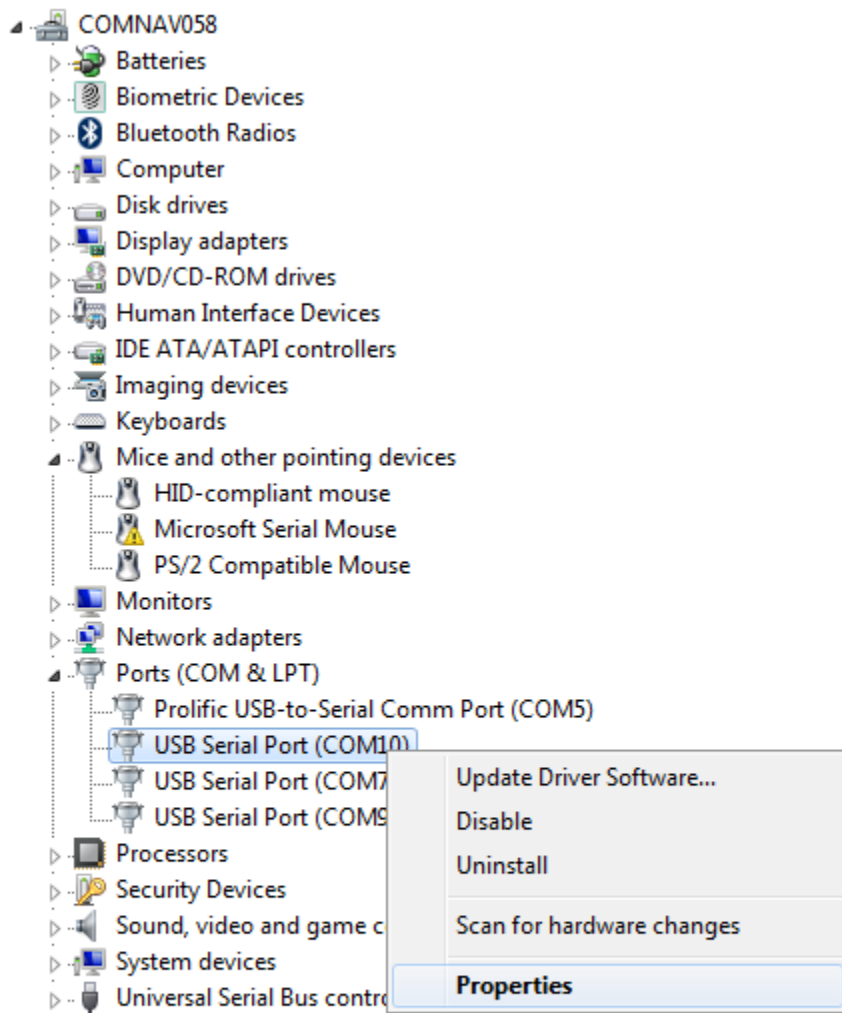 COMNAV058
Batteries
Biometric Devices
Bluetooth Radios
Computer
Disk drives
Display adapters
DVD/CD-ROM drives
Human Interface Devices
IDE ATA/ATAPI controllers
Imaging devices
Keyboards
Mice and other pointing devices
HID-compliant mouse
Microsoft Serial Mouse
PS/2 Compatible Mouse
Monitors
Network adapters
Ports (COM & LPT)
Prolific USB-to-Serial Comm Port (COM5)
USB Serial Port (COM10)
USB Serial Port (COM7
USB Serial Port (COM9
Processors
Security Devices
Sound, video and game c
System devices
Universal Serial Bus contro
Update Driver Software...
Disable
Uninstall
Scan for hardware changes
Properties